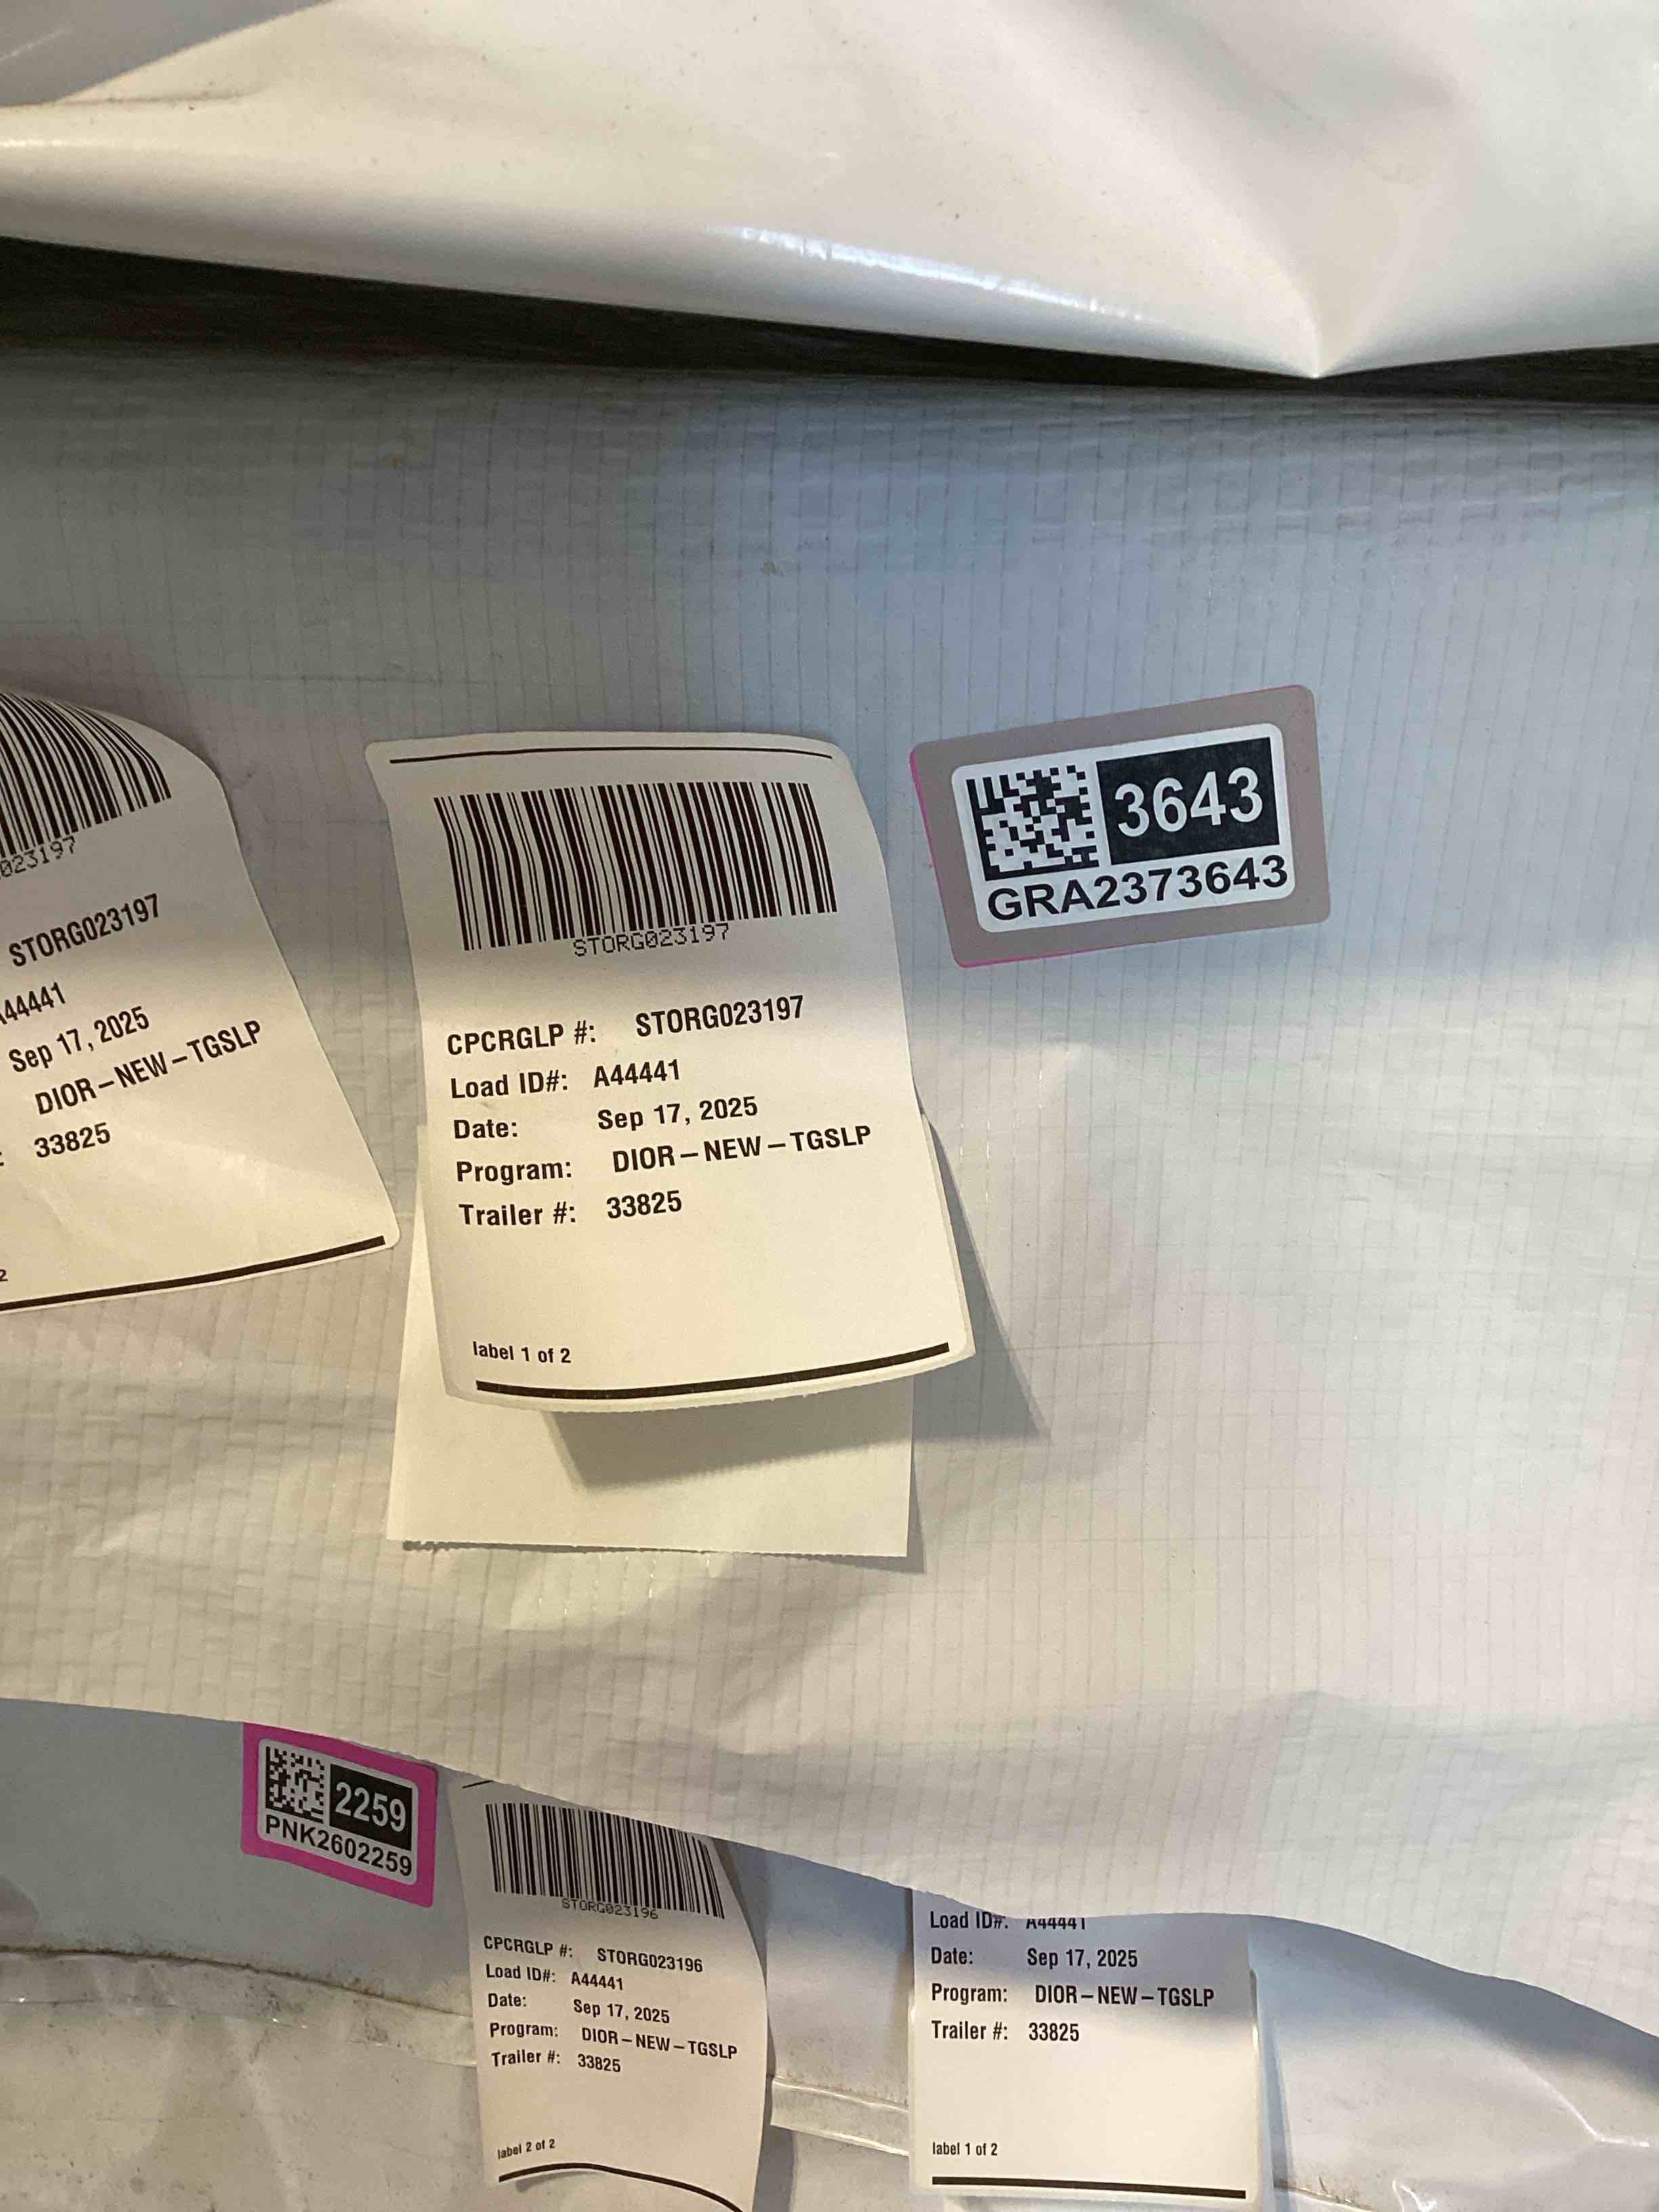 023197
STORG023197
44441
Sep 17, 2025
DIOR-NEW-TGSLP
33825
2
STORG023197
CPCRGLP #: STORG023197
Load ID#: A44441
Date: Sep 17, 2025
Program: DIOR-NEW-TGSLP
Trailer #: 33825
label 1 of 2
3643
GRA2373643
2259
PNK2602259
STORG023196
CPCRGLP #: STORG023196
Load ID#: A44441
Date: Sep 17, 2025
Program: DIOR-NEW-TGSLP
Trailer #: 33825
label 2 of 2
Load ID#: A44441
Date: Sep 17, 2025
Program: DIOR-NEW-TGSLP
Trailer #: 33825
label 1 of 2